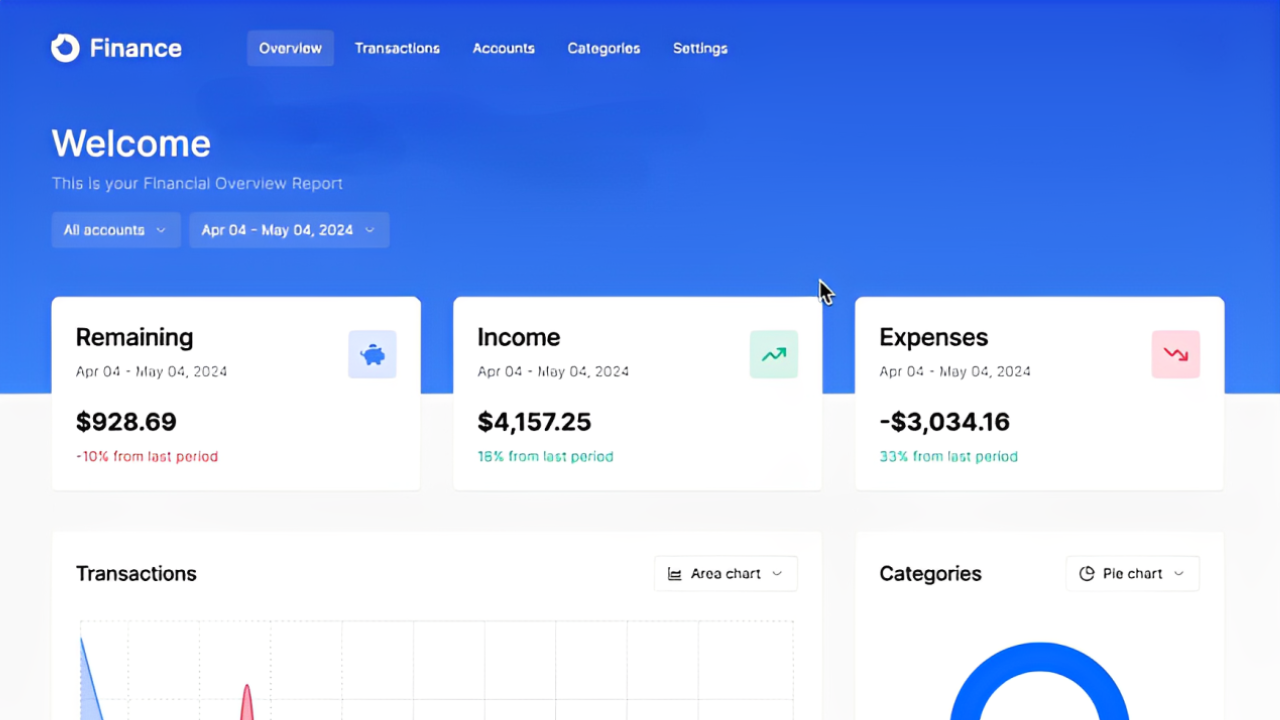 Finance
Overview Transactions Accounts Categories Settings
Welcome
This is your Financial Overview Report
All accounts
Apr 04 - May 04, 2024
Remaining
Apr 04 - May 04, 2024
$928.69
-10% from last period
Income
Apr 04 - May 04, 2024
$4,157.25
16% from last period
Expenses
Apr 04 - May 04, 2024
-$3,034.16
33% from last period
Transactions
Area chart
Categories
Pie chart